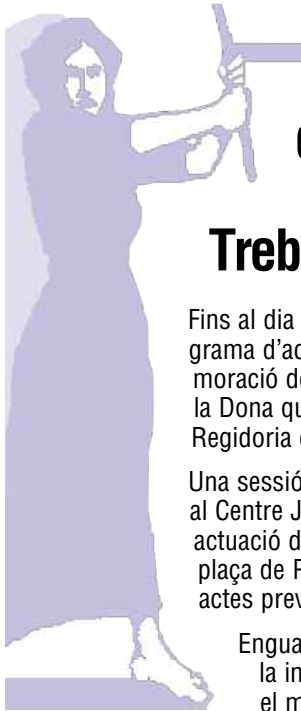 Treb
Fins al dia
grama d'ac
moració de
la Dona qu
Regidoria
Una sessió
al Centre J
actuació d
plaça de
actes prev
Engua
la in
el m